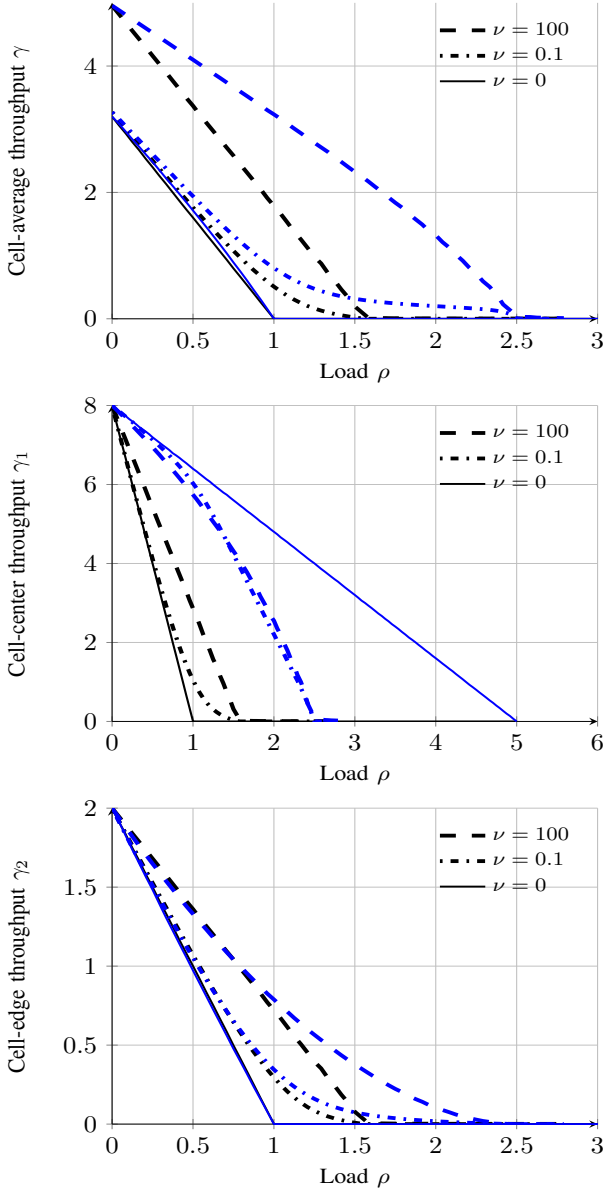 Cell-average throughput γ
4
2
0
ν = 100
ν = 0.1
ν = 0
0 0.5 1 1.5 2 2.5 3
Load ρ
Cell-center throughput γ₁
8
6
4
2
0
ν = 100
ν = 0.1
ν = 0
0 1 2 3 4 5 6
Load ρ
Cell-edge throughput γ₂
2
1.5
1
0.5
0
ν = 100
ν = 0.1
ν = 0
0 0.5 1 1.5 2 2.5 3
Load ρ